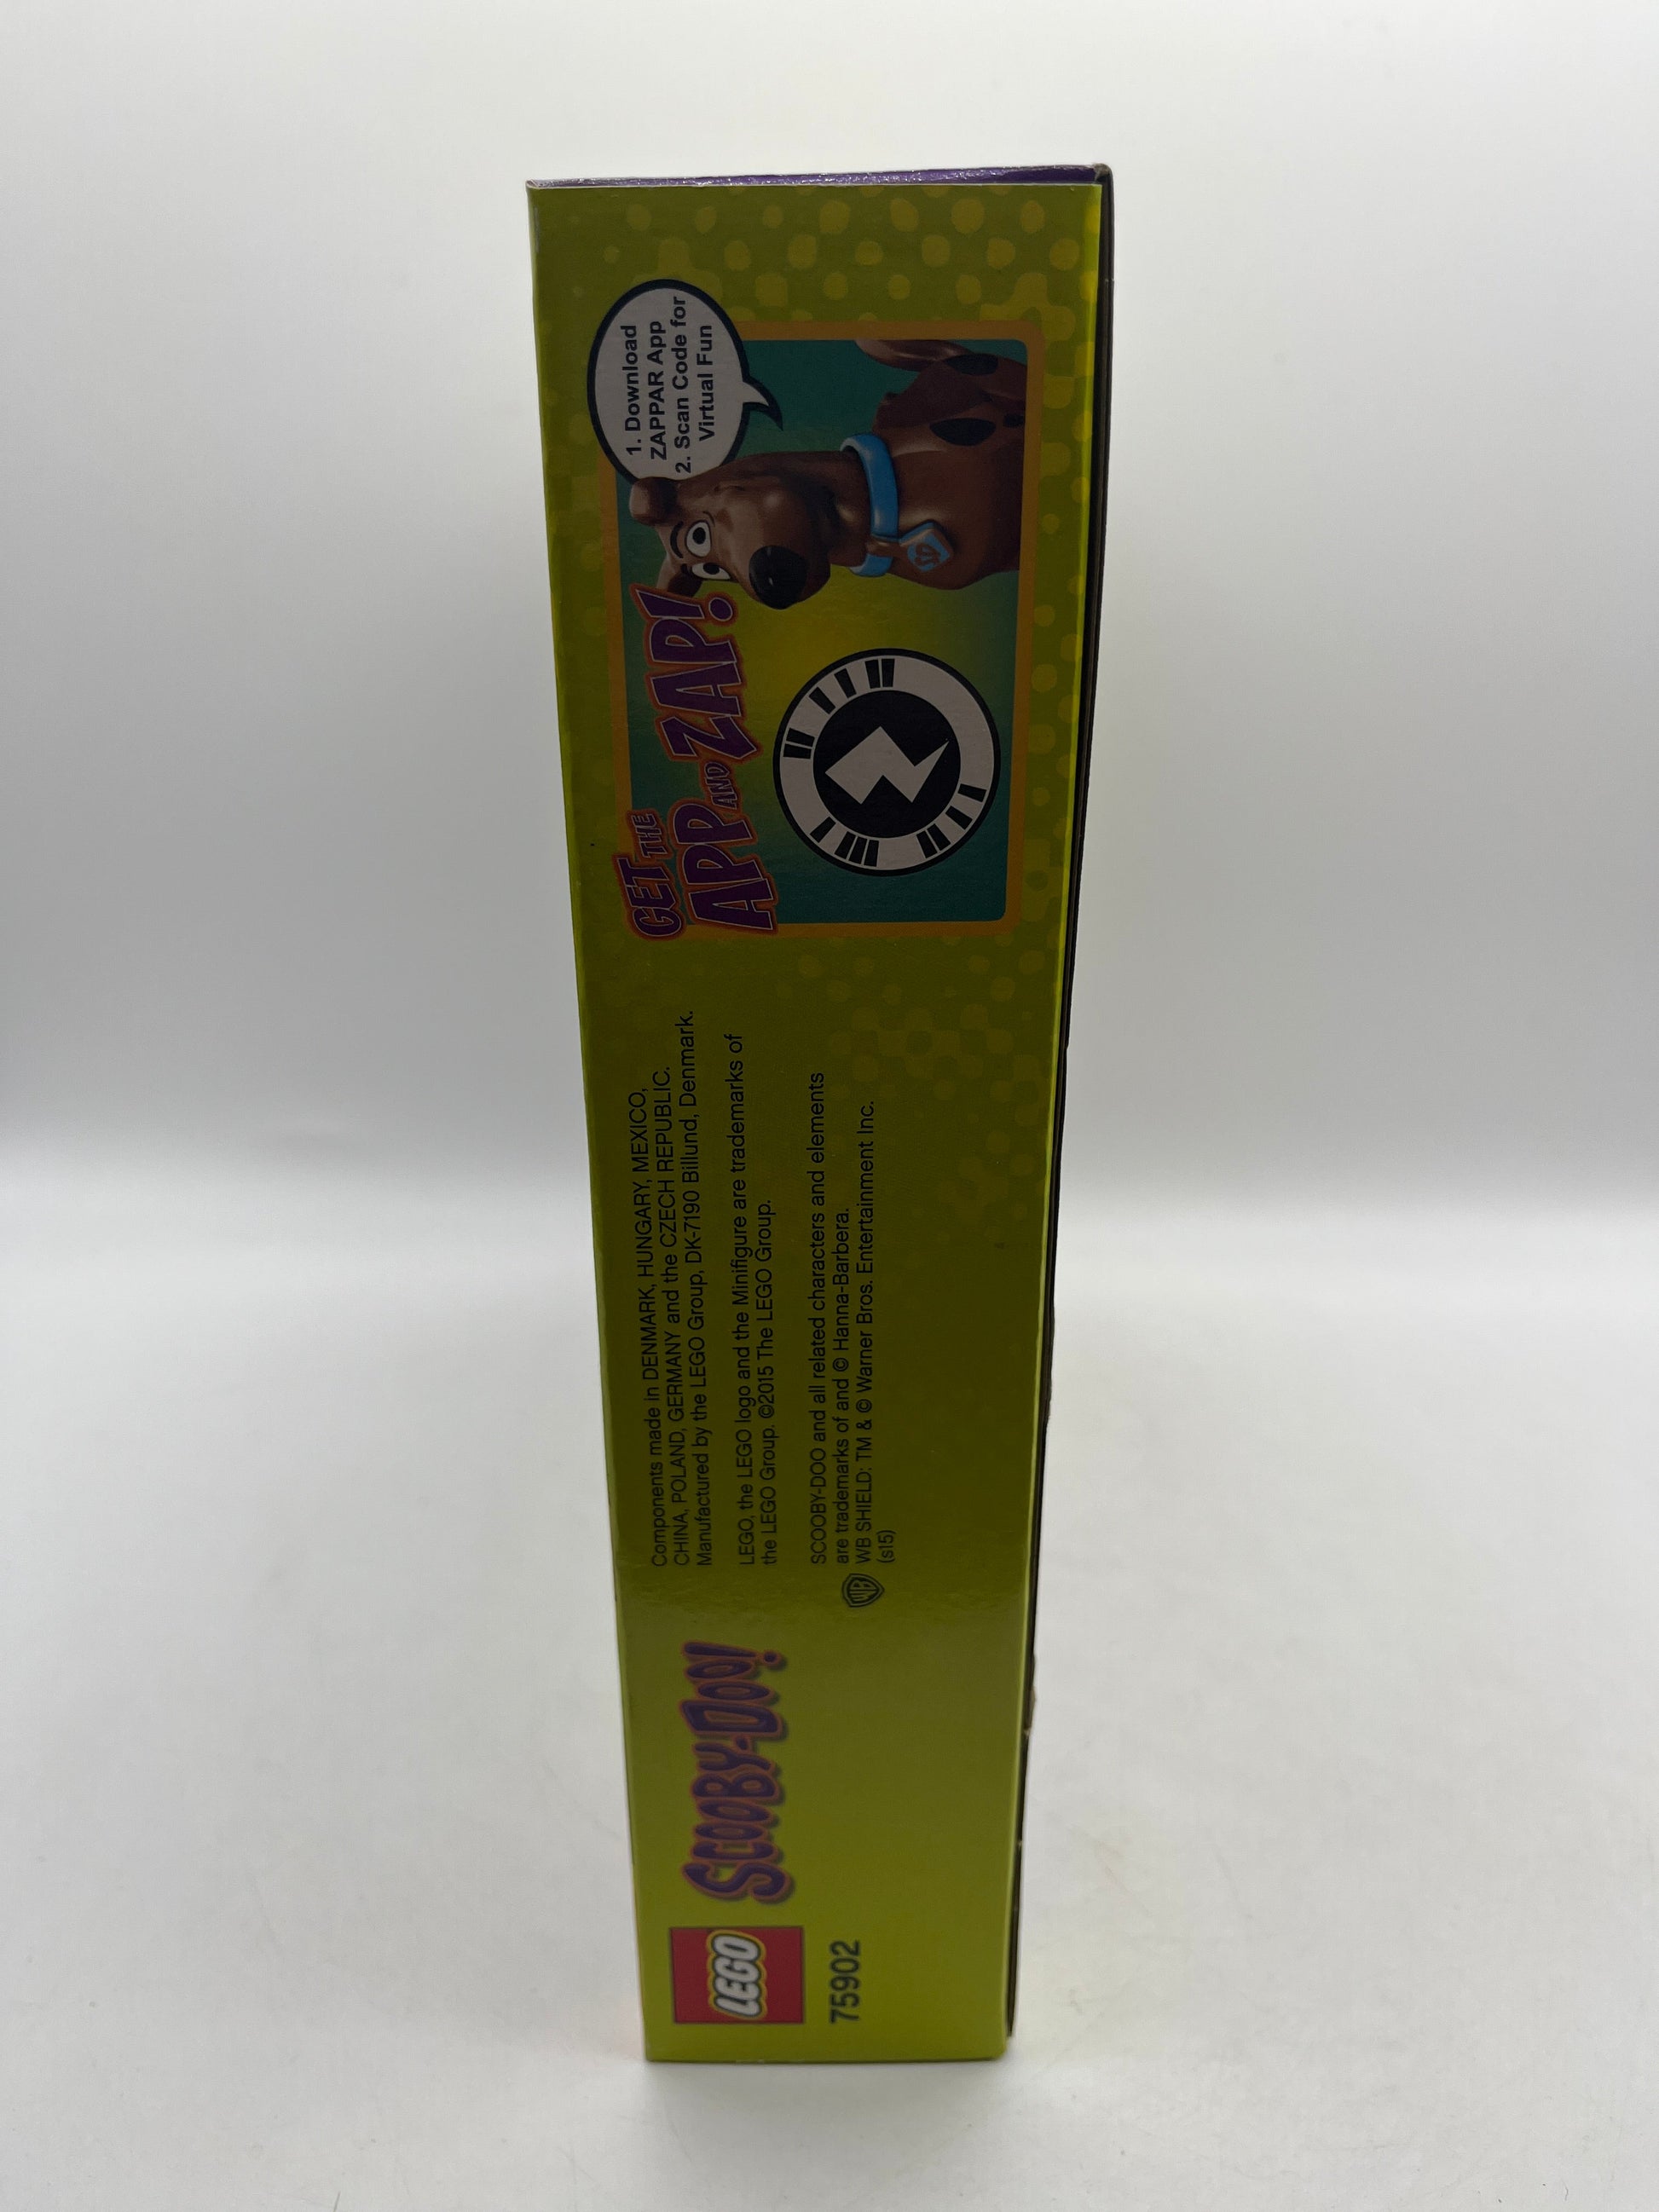 LEGO
SCOOBY-DOO!
75902
Components made in DENMARK, HUNGARY, MEXICO,
CHINA, POLAND, GERMANY and the CZECH REPUBLIC.
Manufactured by the LEGO Group, DK-7190 Billund, Denmark.
LEGO, the LEGO logo and the Minifigure are trademarks of
the LEGO Group. ©2015 The LEGO Group.
SCOOBY-DOO and all related characters and elements
are trademarks of and © Hanna-Barbera.
WB SHIELD: TM & © Warner Bros. Entertainment Inc.
(s15)
WB
GET THE
APP AND ZAP!
1. Download
ZAPPAR App
2. Scan Code for
Virtual Fun
SD